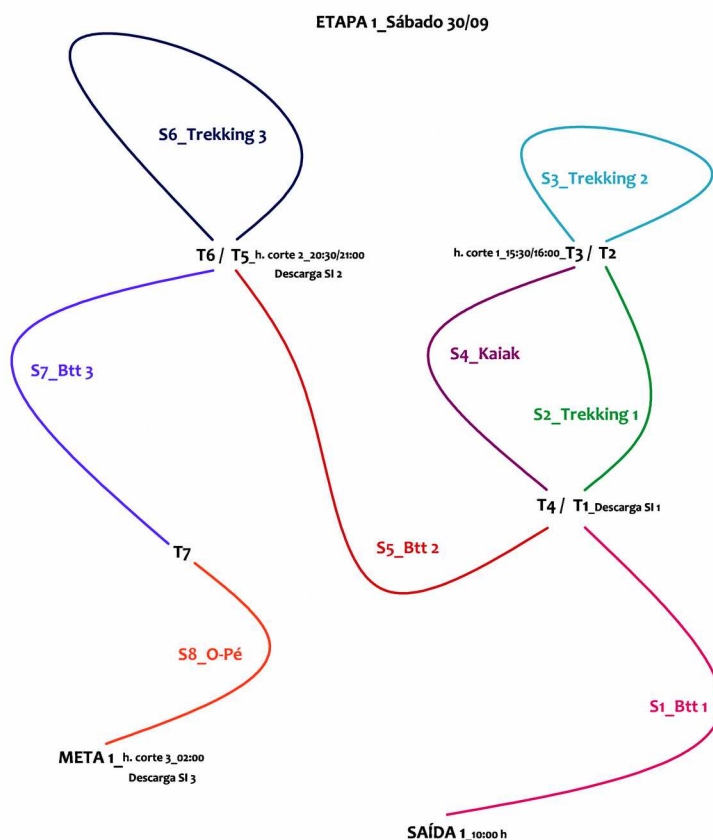 ETAPA 1_Sábado 30/09
S6_Trekking 3
S3_Trekking 2
T6 / T5_h. corte 2_20:30/21:00
Descarga SI 2
h. corte 1_15:30/16:00_T3 / T2
S7_Btt 3
S4_Kaiak
S2_Trekking 1
T4 / T1_Descarga SI 1
T7
S5_Btt 2
S8_O-Pé
S1_Btt 1
META 1_h. corte 3_02:00
Descarga SI 3
SAÍDA 1_10:00 h